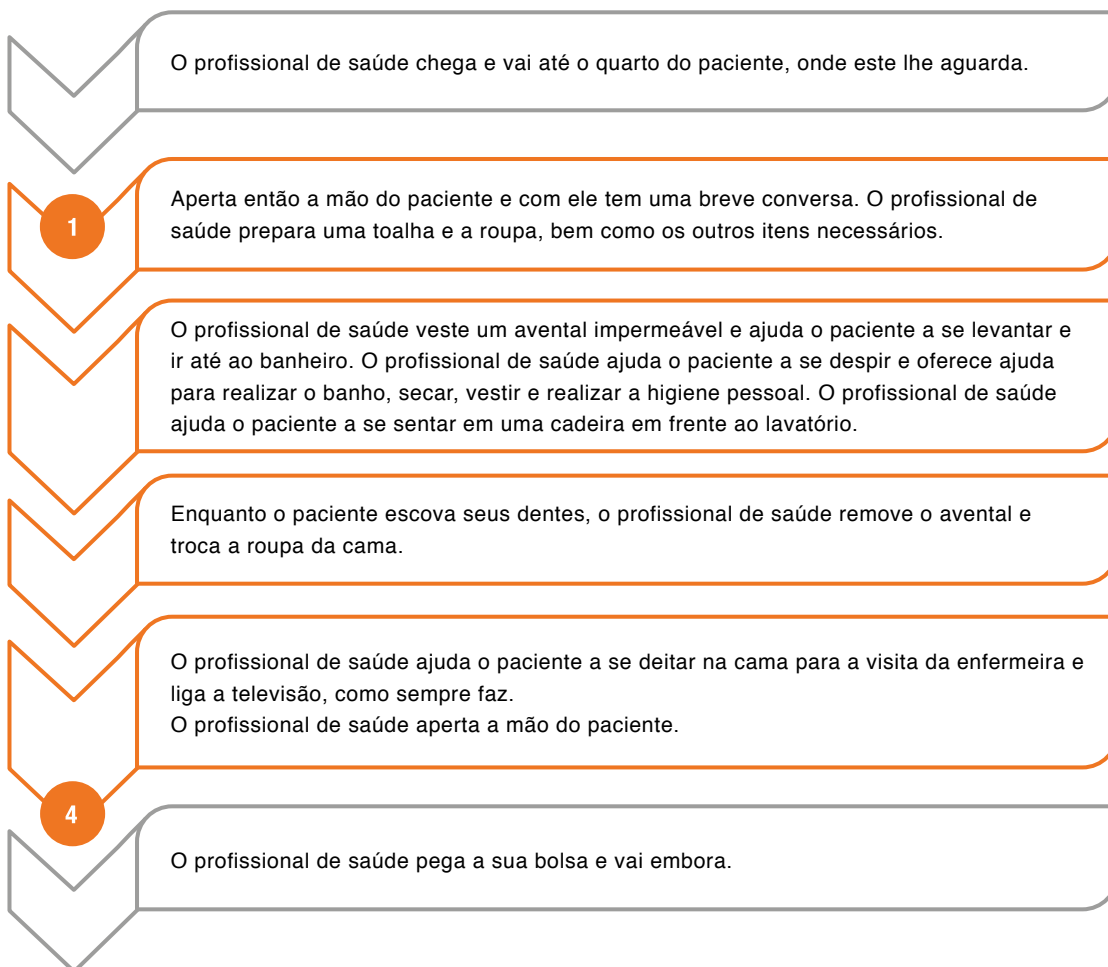 O profissional de saúde chega e vai até o quarto do paciente, onde este lhe aguarda.
1
Aperta então a mão do paciente e com ele tem uma breve conversa. O profissional de
saúde prepara uma toalha e a roupa, bem como os outros itens necessários.
O profissional de saúde veste um avental impermeável e ajuda o paciente a se levantar e
ir até ao banheiro. O profissional de saúde ajuda o paciente a se despir e oferece ajuda
para realizar o banho, secar, vestir e realizar a higiene pessoal. O profissional de saúde
ajuda o paciente a se sentar em uma cadeira em frente ao lavatório.
Enquanto o paciente escova seus dentes, o profissional de saúde remove o avental e
troca a roupa da cama.
O profissional de saúde ajuda o paciente a se deitar na cama para a visita da enfermeira e
liga a televisão, como sempre faz.
O profissional de saúde aperta a mão do paciente.
4
O profissional de saúde pega a sua bolsa e vai embora.